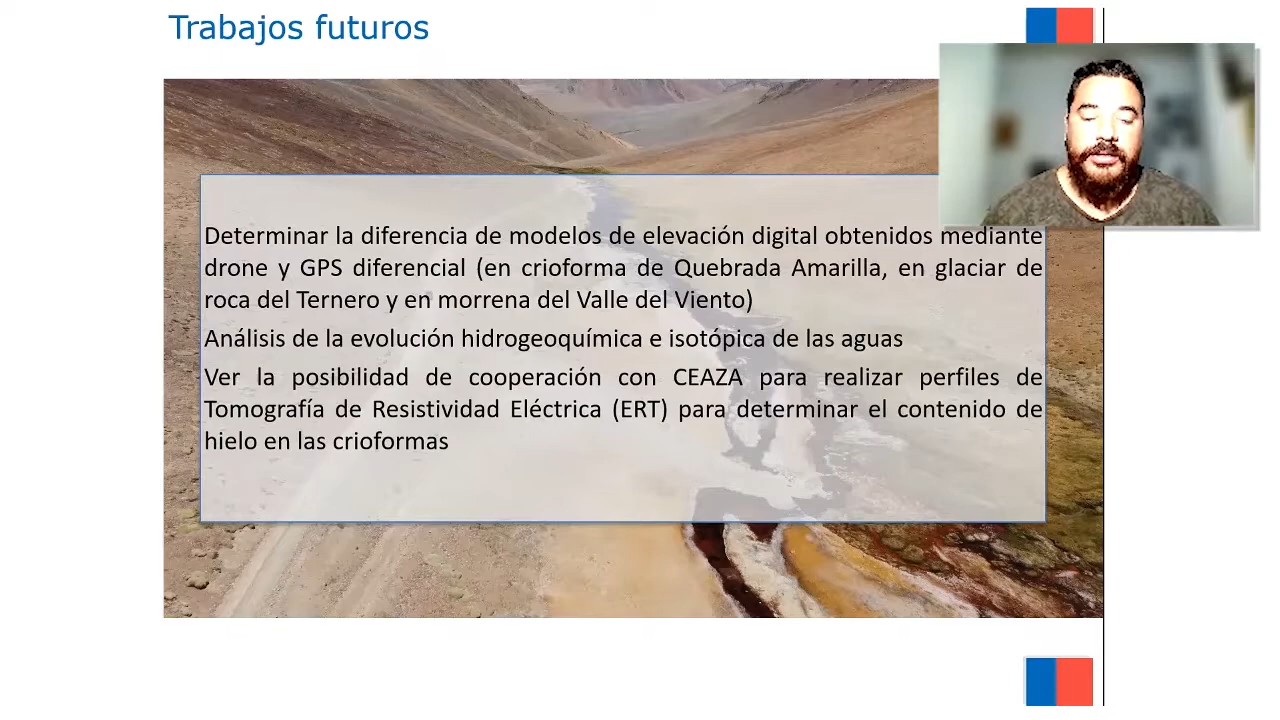 Trabajos futuros
Determinar la diferencia de modelos de elevación digital obtenidos mediante
drone y GPS diferencial (en crioforma de Quebrada Amarilla, en glaciar de
roca del Ternero y en morrena del Valle del Viento)
Análisis de la evolución hidrogeoquímica e isotópica de las aguas
Ver la posibilidad de cooperación con CEAZA para realizar perfiles de
Tomografía de Resistividad Eléctrica (ERT) para determinar el contenido de
hielo en las crioformas